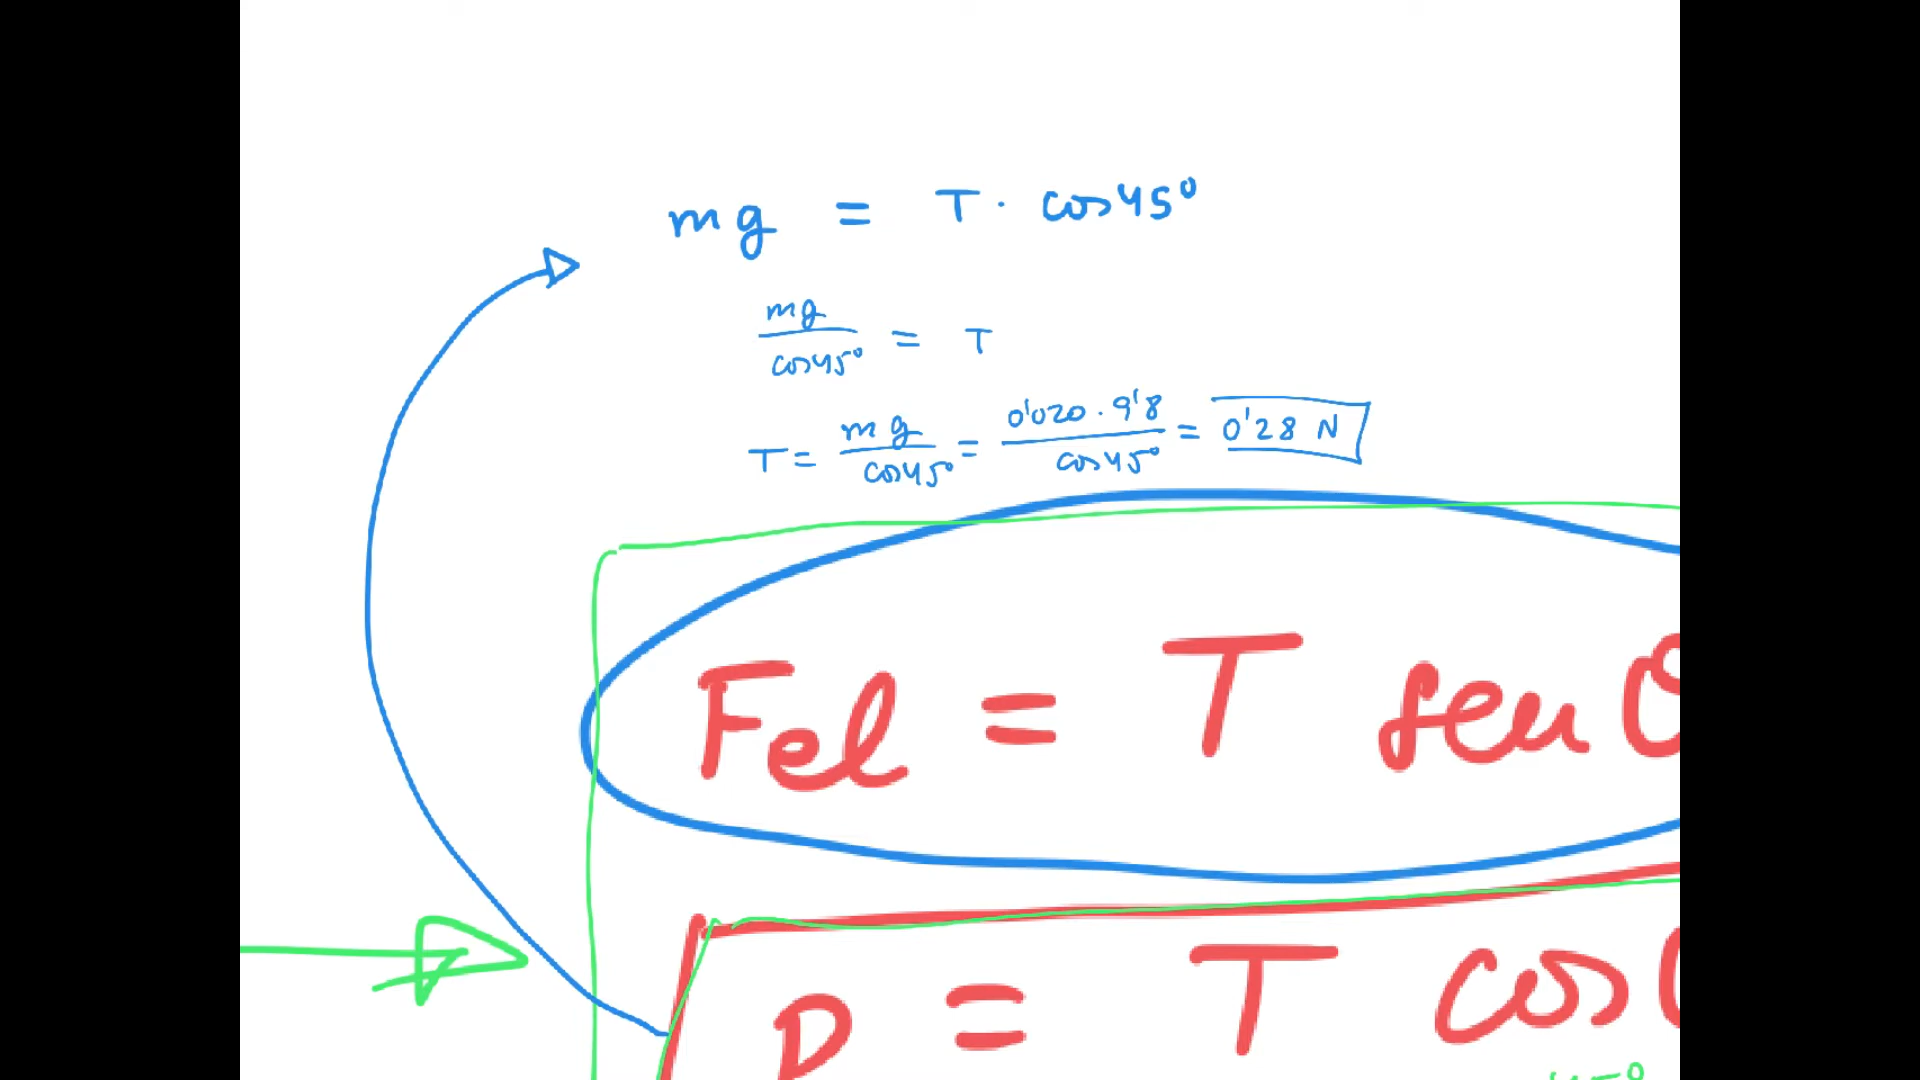 mg = T · cos45°
mg/cos45° = T
T = mg/cos45° = 0'020 · 9'8/cos45° = 0'28 N
Fel = T sen
P = T cos